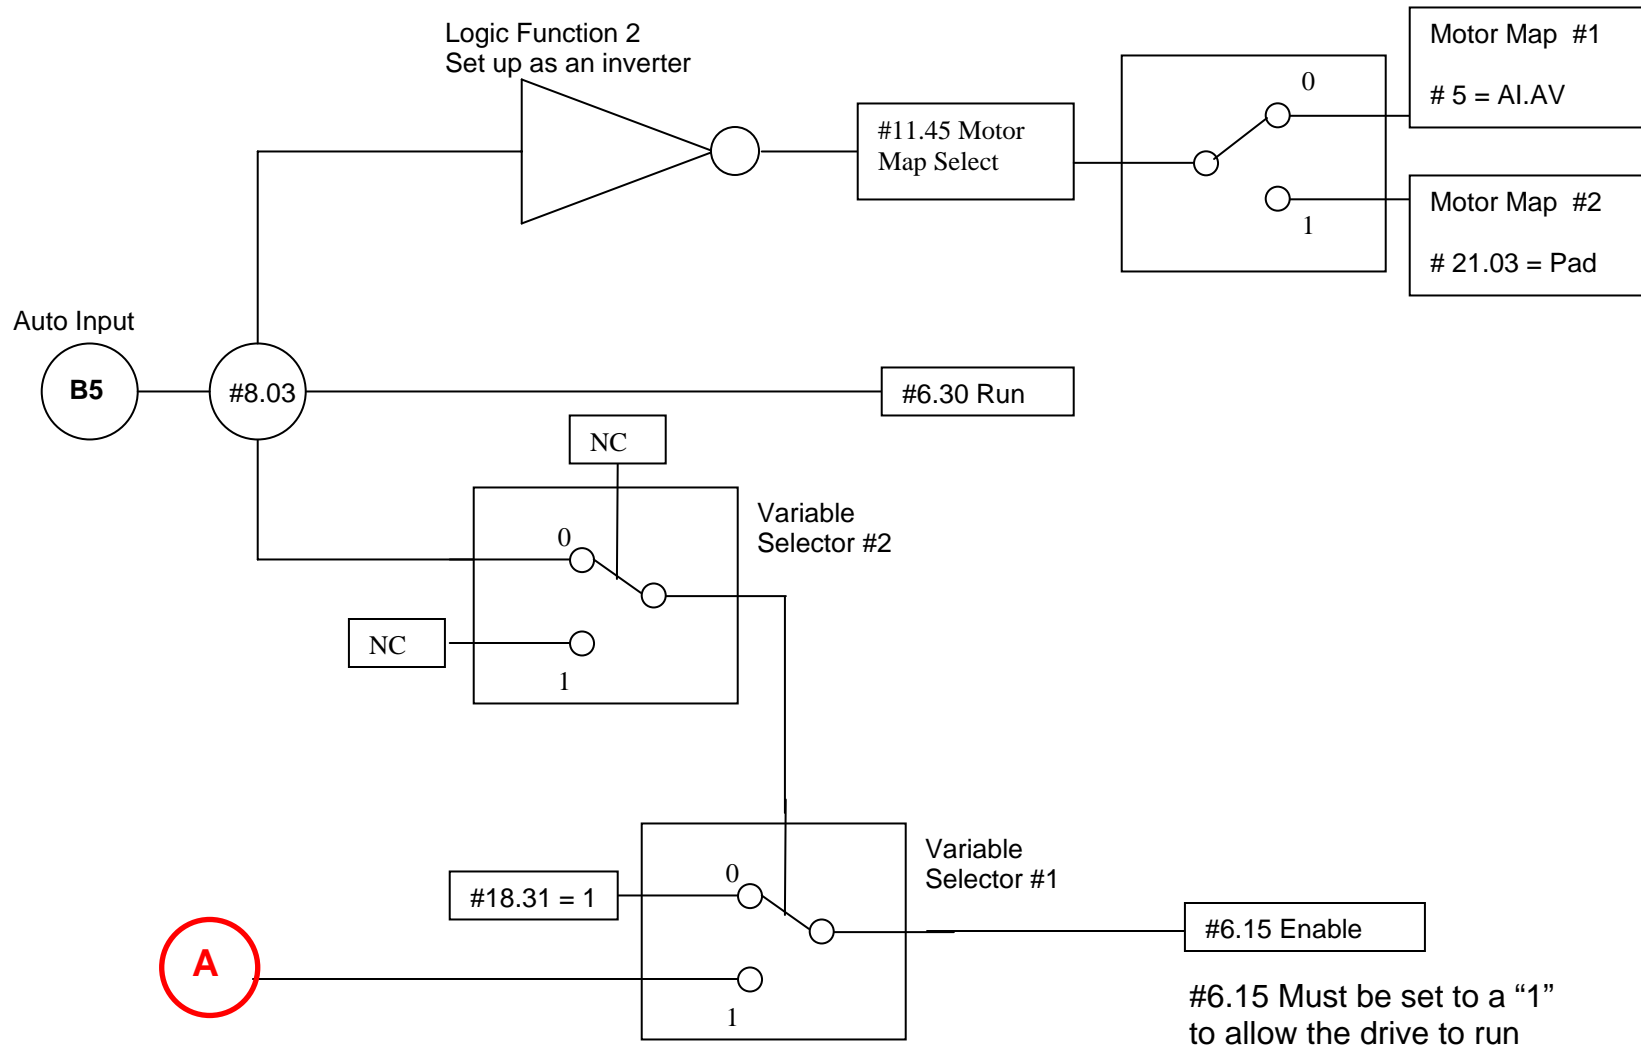 Logic Function 2
Set up as an inverter
Motor Map #1
# 5 = AI.AV
0
#11.45 Motor
Map Select
Motor Map #2
# 21.03 = Pad
1
Auto Input
B5
#8.03
#6.30 Run
NC
Variable
Selector #2
0
NC
1
Variable
Selector #1
0
#18.31 = 1
#6.15 Enable
A
1
#6.15 Must be set to a “1”
to allow the drive to run